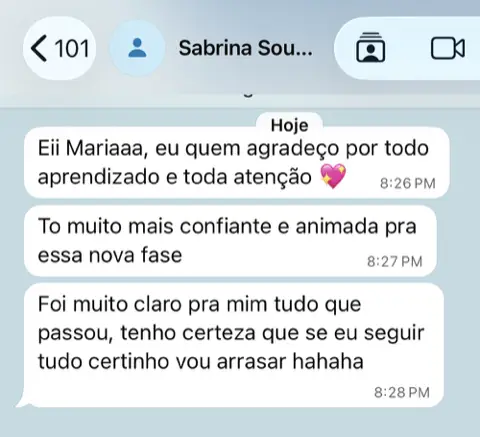 101
Sabrina Sou...
Hoje
Eii Mariaaa, eu quem agradeço por todo
aprendizado e toda atenção 💖
8:26 PM
To muito mais confiante e animada pra
essa nova fase
8:27 PM
Foi muito claro pra mim tudo que
passou, tenho certeza que se eu seguir
tudo certinho vou arrasar hahaha
8:28 PM